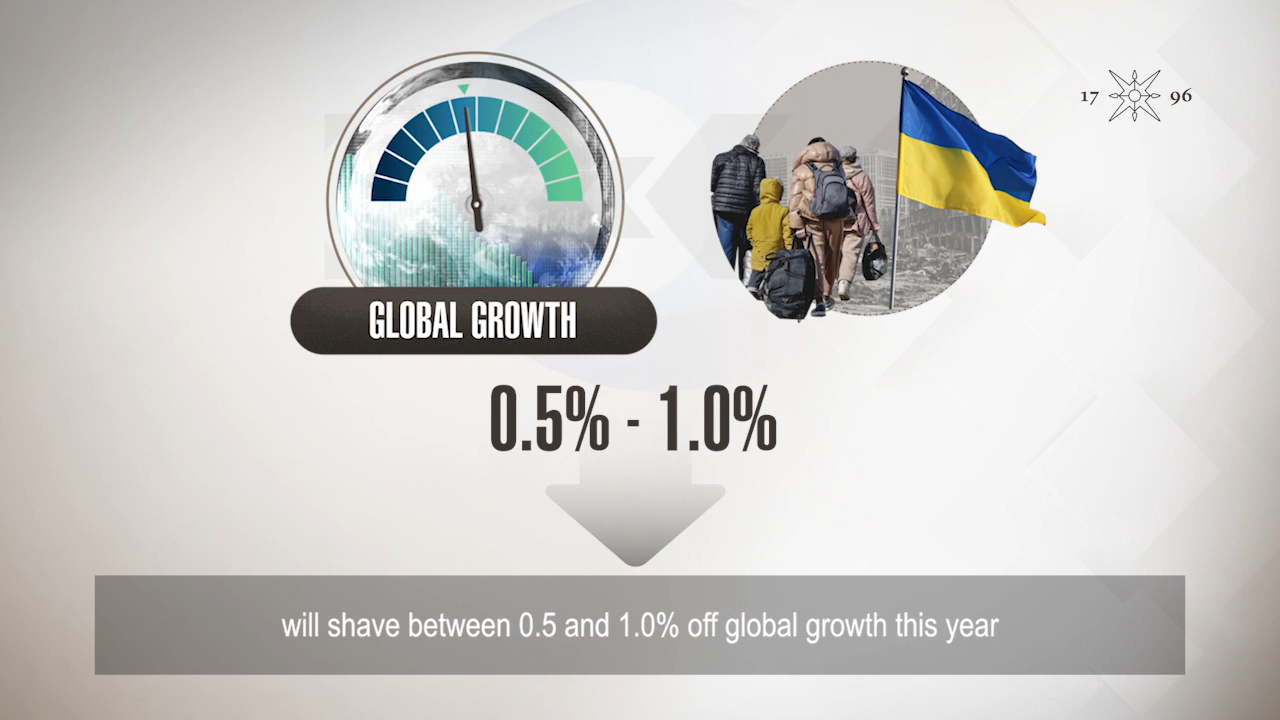 17 96
GLOBAL GROWTH
0.5% - 1.0%
will shave between 0.5 and 1.0% off global growth this year